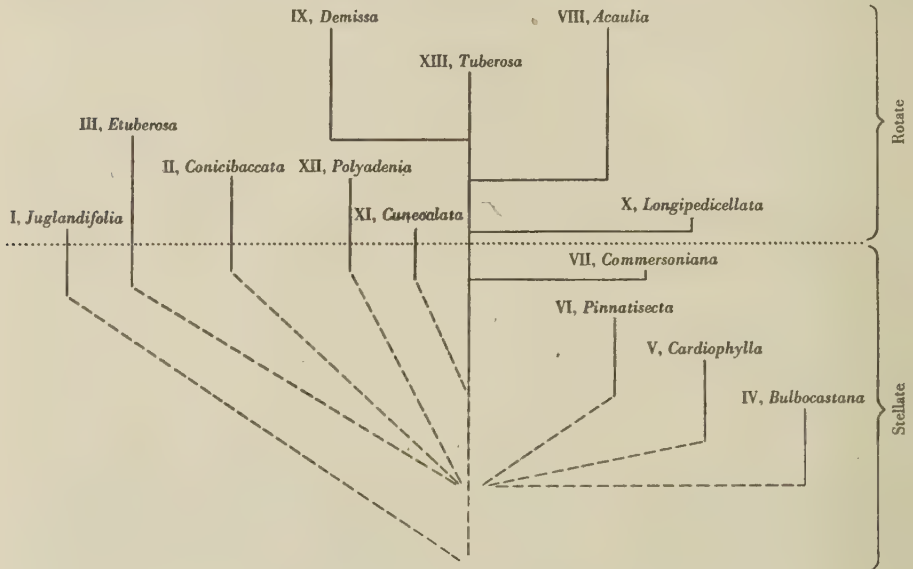 IX, Demissa
VIII, Acaulia
XIII, Tuberosa
III, Etuberosa
II, Conicibaccata
XII, Polyadenia
I, Juglandifolia
XI, Cuneoalata
X, Longipedicellata
VII, Commersoniana
VI, Pinnatisecta
V, Cardiophylla
IV, Bulbocastana
Rotate
Stellate